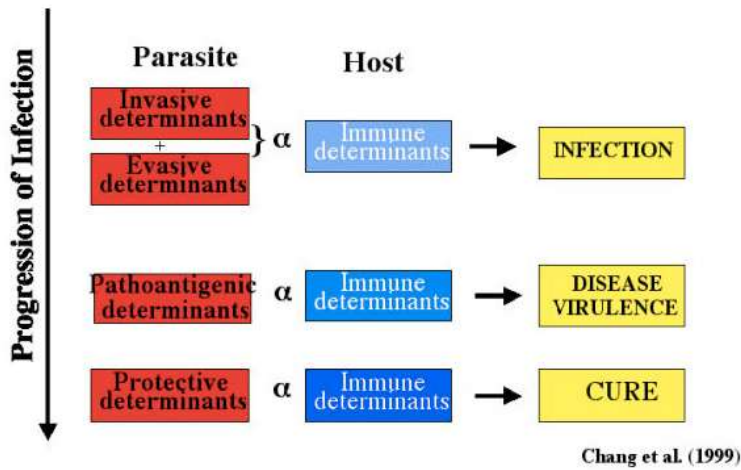 Progression of Infection
Parasite
Host
Invasive
determinants
+
Evasive
determinants
} α
Immune
determinants
INFECTION
Pathoantigenic
determinants
α
Immune
determinants
DISEASE
VIRULENCE
Protective
determinants
α
Immune
determinants
CURE
Chang et al. (1999)